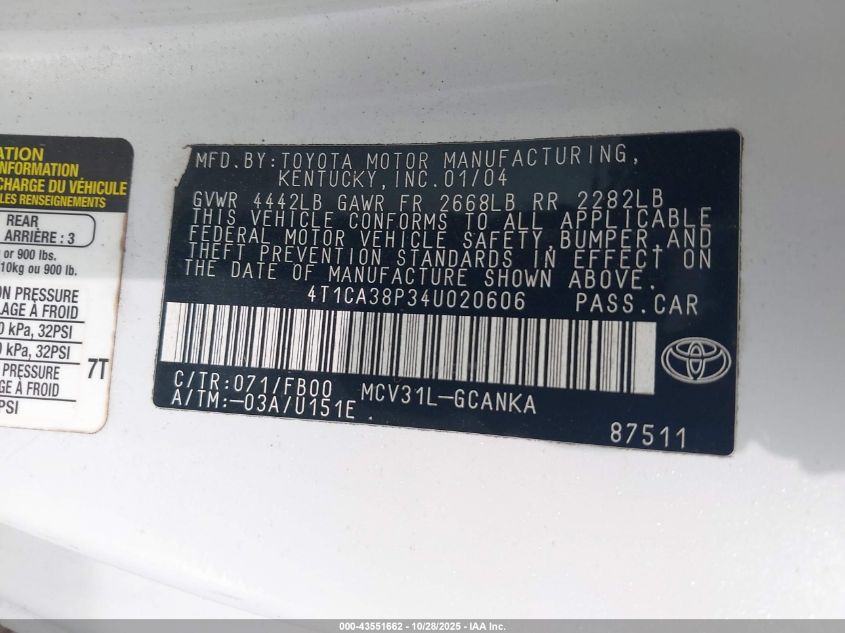 ATION
INFORMATION
CHARGE DU VÉHICULE
LES RENSEIGNEMENTS
REAR
ARRIÈRE : 3
or 900 lbs.
10kg ou 900 lb.
ON PRESSURE
LAGE À FROID
0 kPa, 32PSI
0 kPa, 32PSI
PRESSURE
LAGE À FROID
PSI
7T
MFD. BY: TOYOTA MOTOR MANUFACTURING,
KENTUCKY, INC. 01/04
GVWR 4442LB GAWR FR 2668LB RR 2282LB
THIS VEHICLE CONFORMS TO ALL APPLICABLE
FEDERAL MOTOR VEHICLE SAFETY, BUMPER, AND
THEFT PREVENTION STANDARDS IN EFFECT ON
THE DATE OF MANUFACTURE SHOWN ABOVE.
4T1CA38P34U020606 PASS.CAR
C/TR:071/FB00 MCV31L-GCANKA
A/TM:-03A/U151E
87511
000-43551662 - 10/28/2025 - IAA Inc.